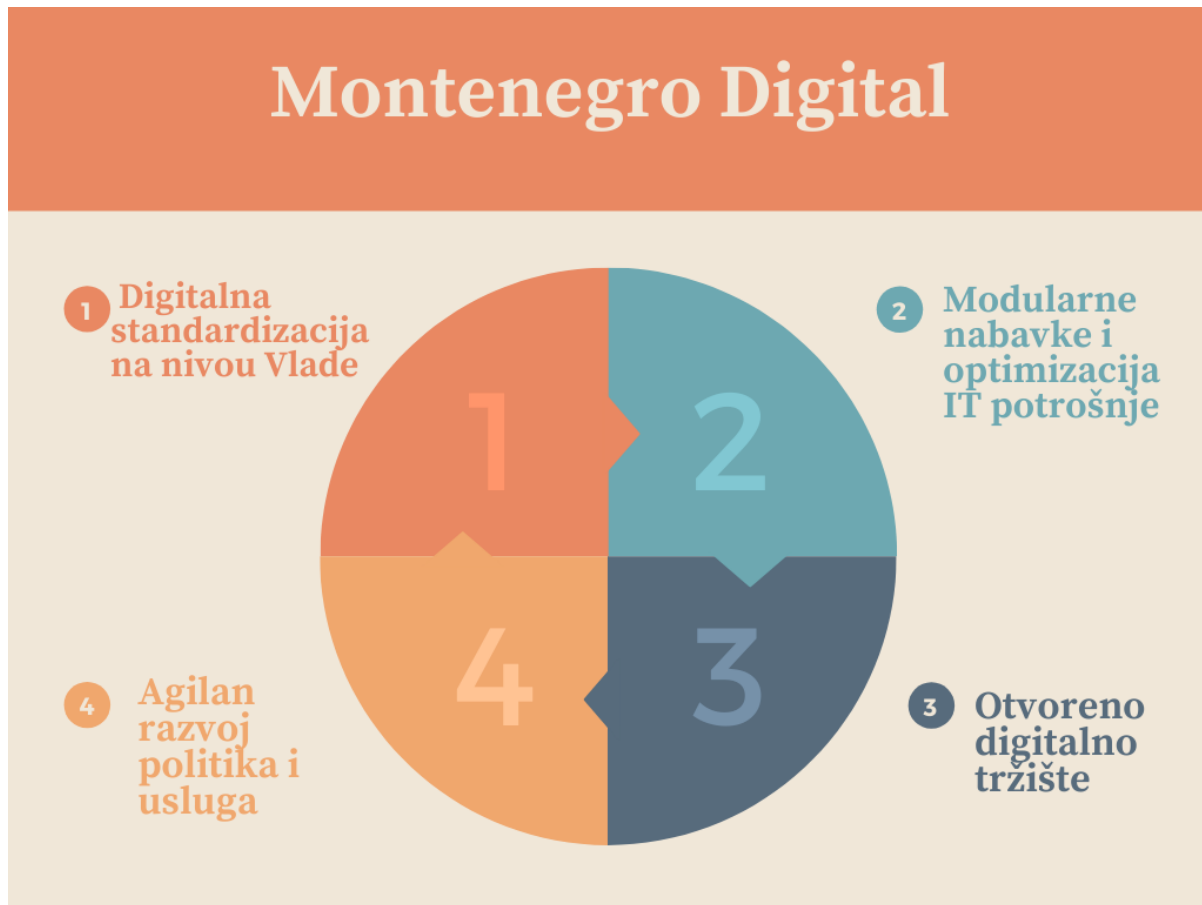 Montenegro Digital
1
Digitalna
standardizacija
na nivou Vlade
2
Modularne
nabavke i
optimizacija
IT potrošnje
1
2
4
3
4
Agilan
razvoj
politika i
usluga
3
Otvoreno
digitalno
tržište